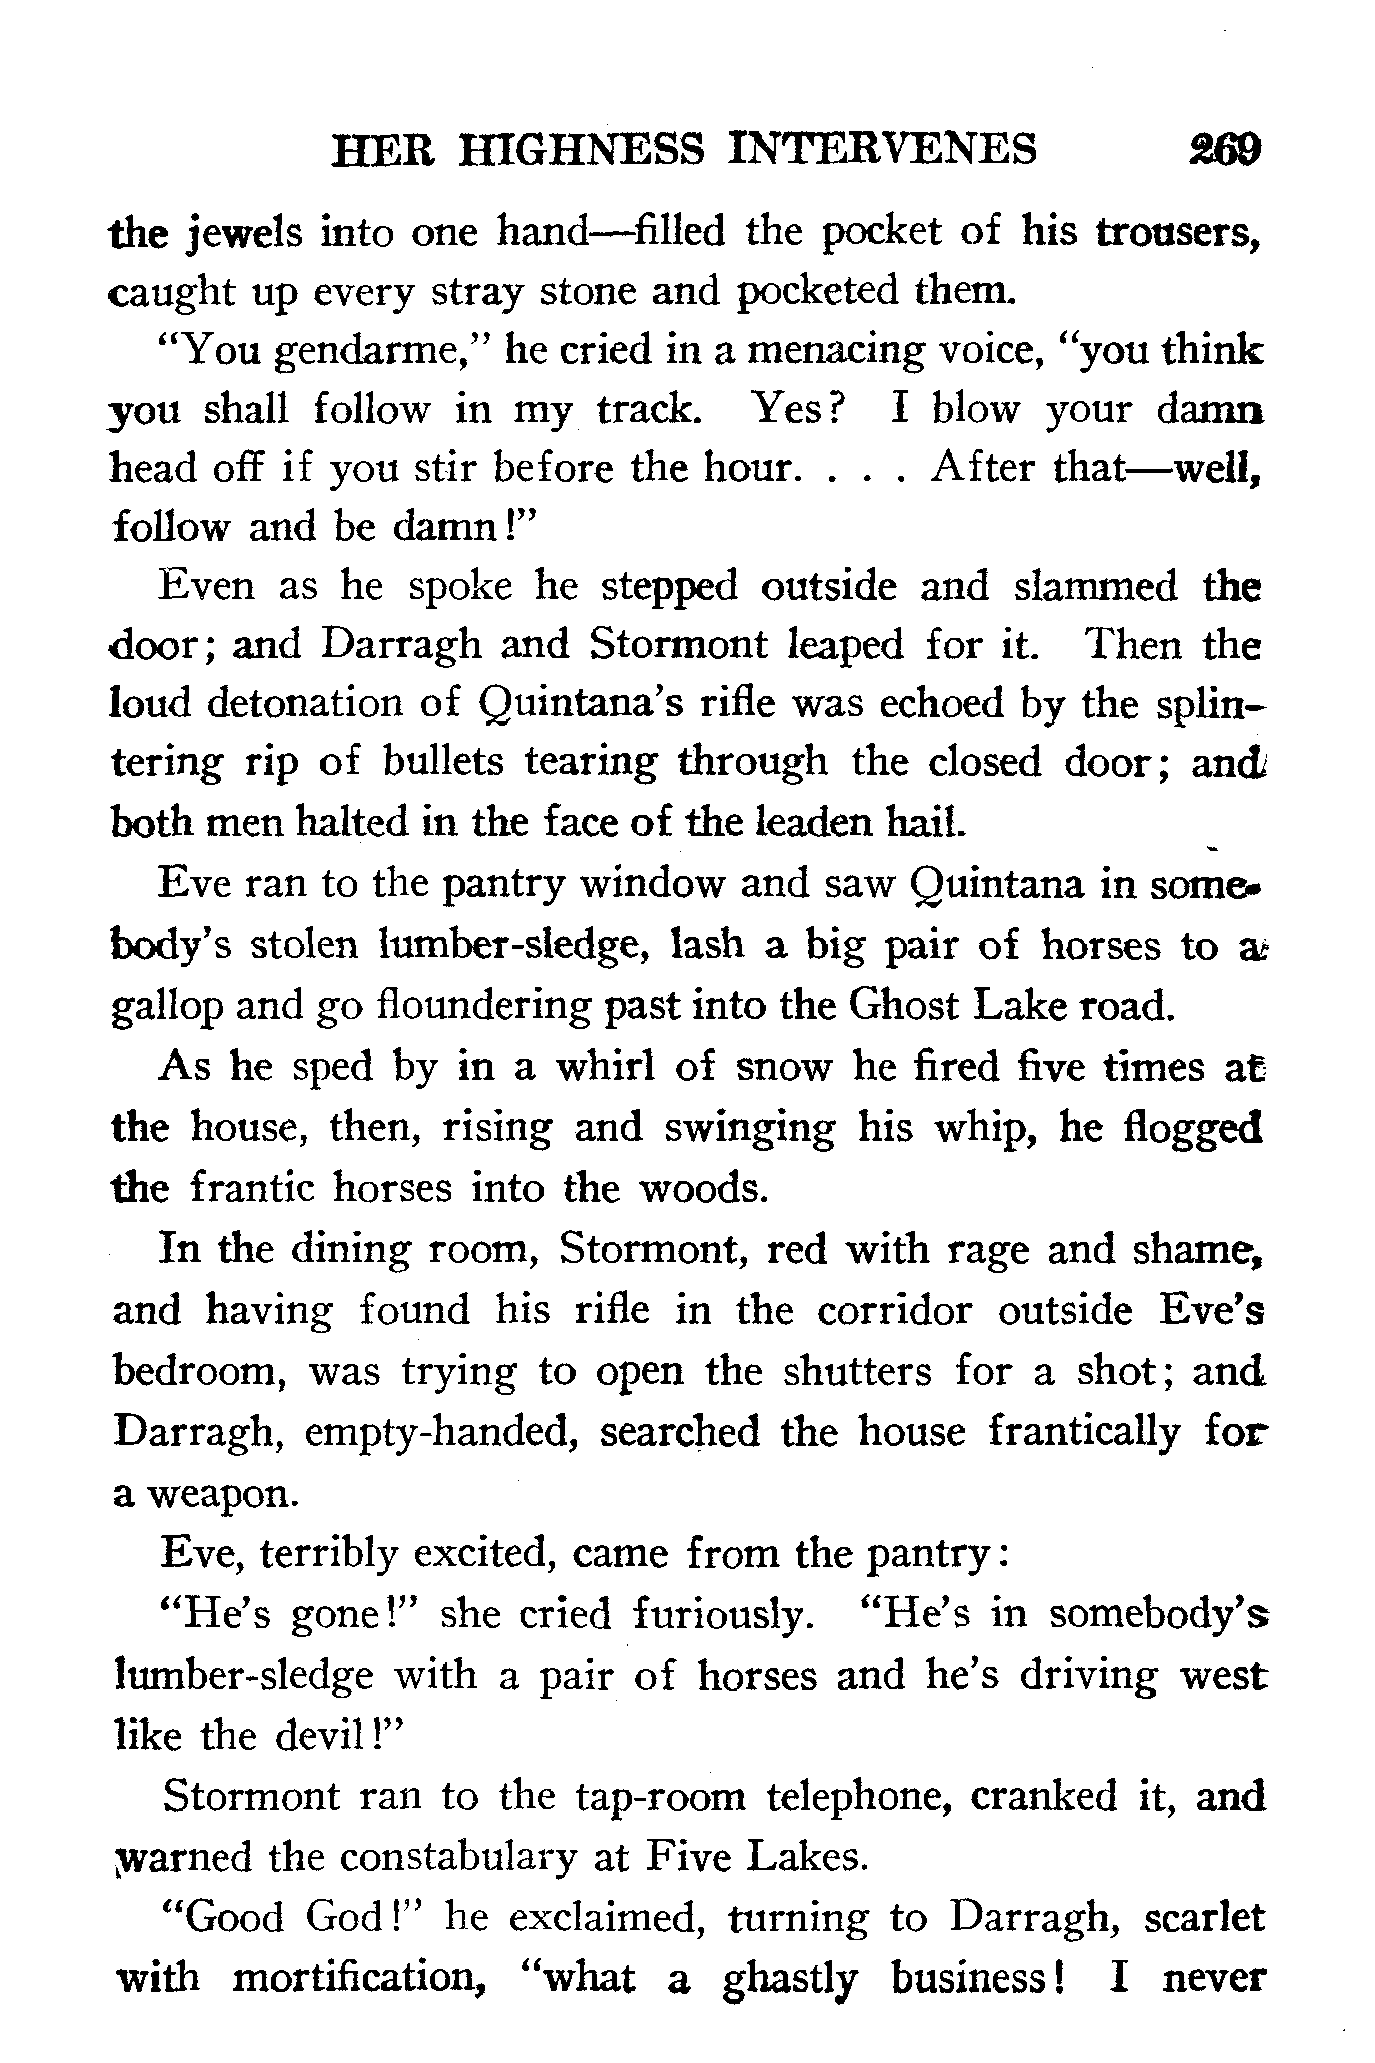 HER HIGHNESS INTERVENES 269
the jewels into one hand—filled the pocket of his trousers,
caught up every stray stone and pocketed them.
"You gendarme," he cried in a menacing voice, "you think
you shall follow in my track. Yes? I blow your damn
head off if you stir before the hour. . . . After that—well,
follow and be damn!"
Even as he spoke he stepped outside and slammed the
door; and Darragh and Stormont leaped for it. Then the
loud detonation of Quintana's rifle was echoed by the splin-
tering rip of bullets tearing through the closed door; and
both men halted in the face of the leaden hail.
Eve ran to the pantry window and saw Quintana in some-
body's stolen lumber-sledge, lash a big pair of horses to a
gallop and go floundering past into the Ghost Lake road.
As he sped by in a whirl of snow he fired five times at
the house, then, rising and swinging his whip, he flogged
the frantic horses into the woods.
In the dining room, Stormont, red with rage and shame,
and having found his rifle in the corridor outside Eve's
bedroom, was trying to open the shutters for a shot; and
Darragh, empty-handed, searched the house frantically for
a weapon.
Eve, terribly excited, came from the pantry:
"He's gone!" she cried furiously. "He's in somebody's
lumber-sledge with a pair of horses and he's driving west
like the devil!"
Stormont ran to the tap-room telephone, cranked it, and
warned the constabulary at Five Lakes.
"Good God!" he exclaimed, turning to Darragh, scarlet
with mortification, "what a ghastly business! I never